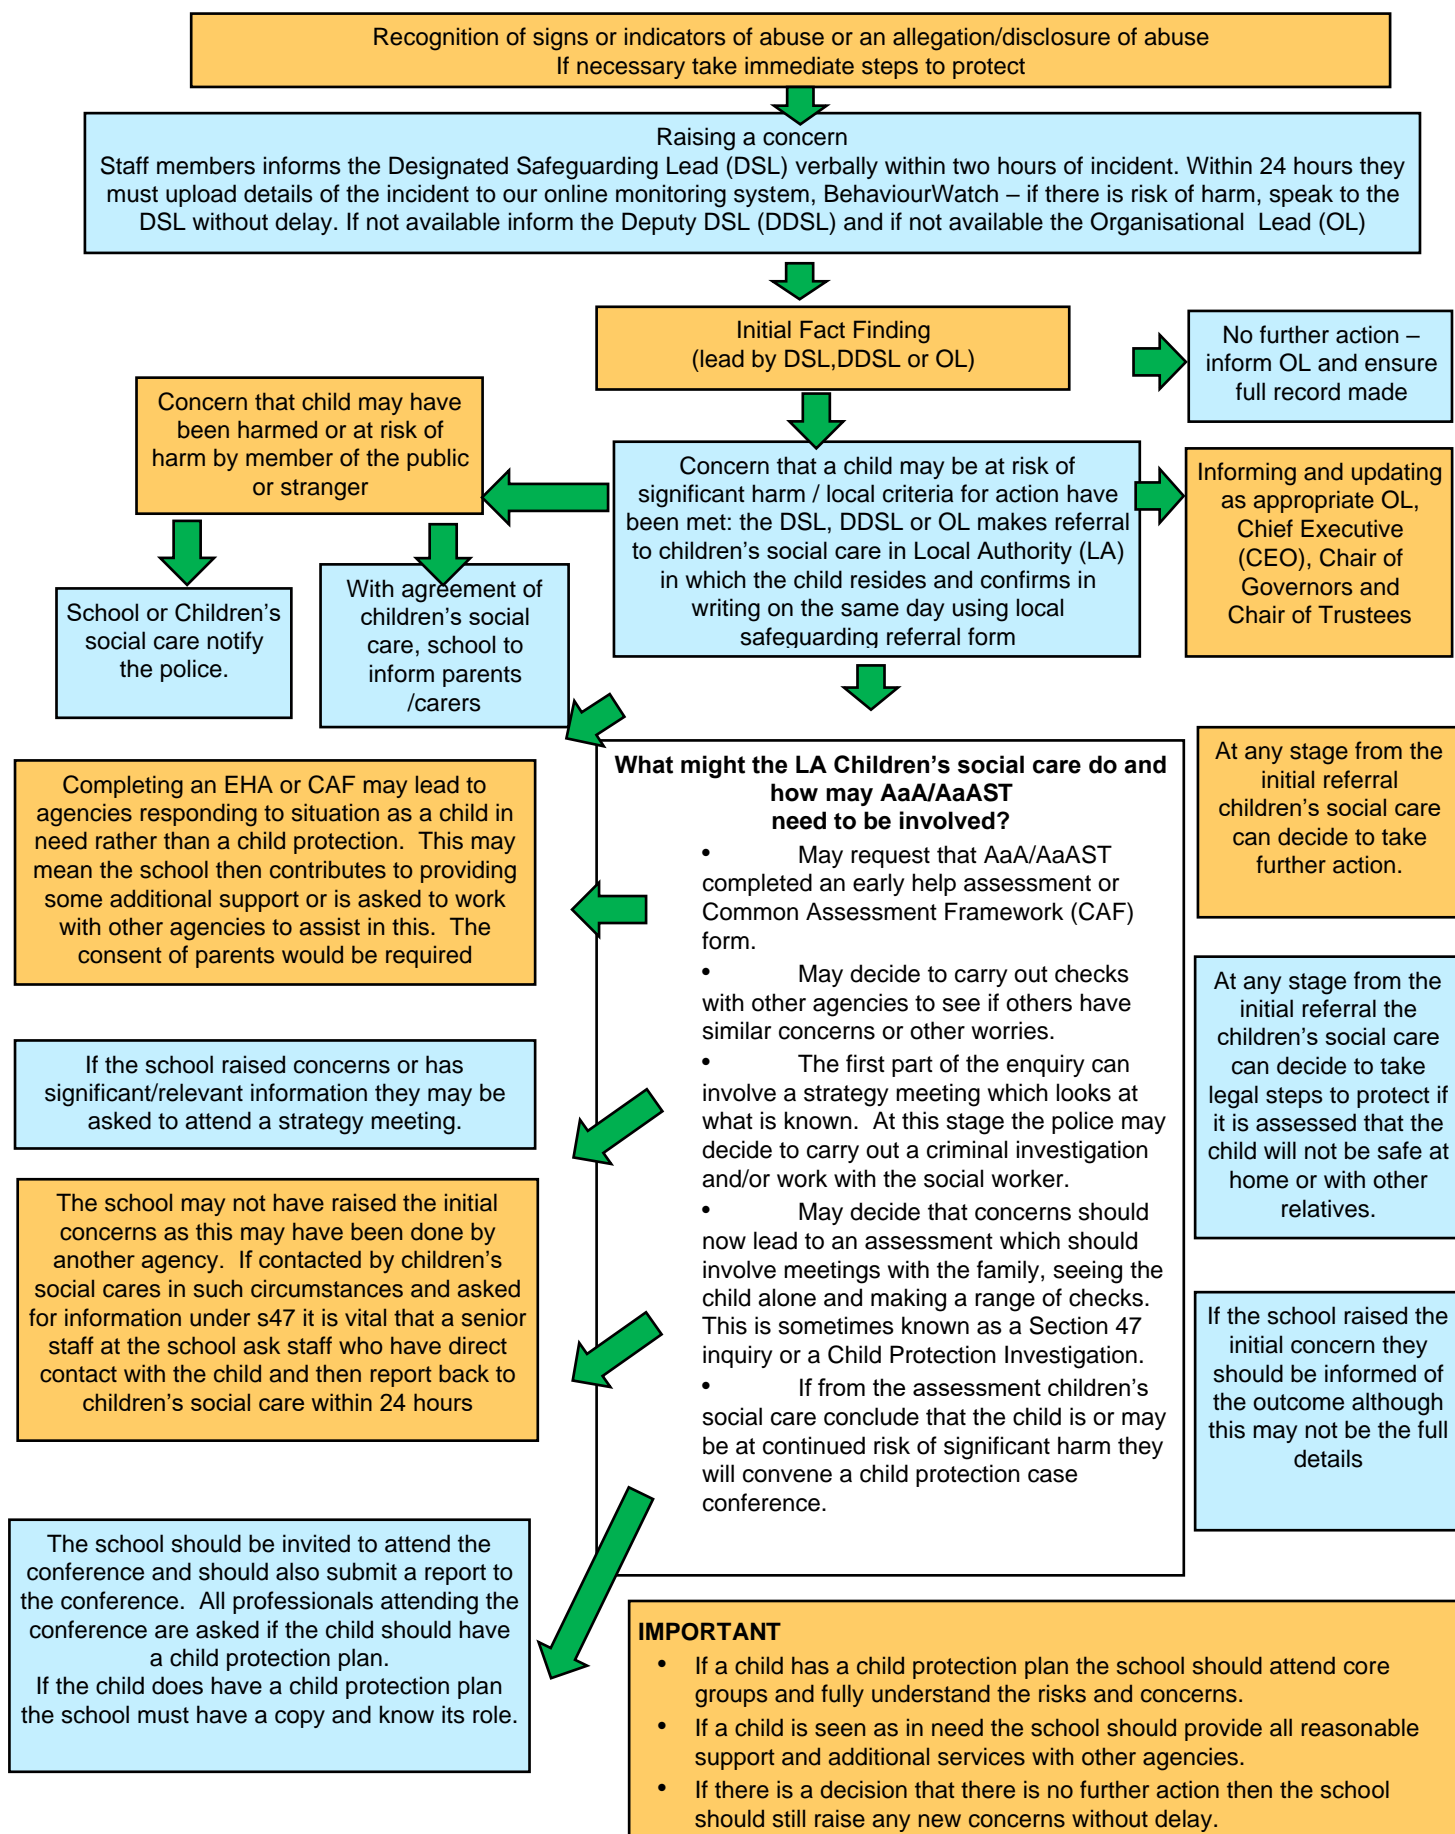 Recognition of signs or indicators of abuse or an allegation/disclosure of abuse
If necessary take immediate steps to protect
Raising a concern
Staff members informs the Designated Safeguarding Lead (DSL) verbally within two hours of incident. Within 24 hours they
must upload details of the incident to our online monitoring system, BehaviourWatch – if there is risk of harm, speak to the
DSL without delay. If not available inform the Deputy DSL (DDSL) and if not available the Organisational Lead (OL)
Initial Fact Finding
(lead by DSL,DDSL or OL)
No further action –
inform OL and ensure
full record made
Concern that child may have
been harmed or at risk of
harm by member of the public
or stranger
Concern that a child may be at risk of
significant harm / local criteria for action have
been met: the DSL, DDSL or OL makes referral
to children's social care in Local Authority (LA)
in which the child resides and confirms in
writing on the same day using local
safeguarding referral form
Informing and updating
as appropriate OL,
Chief Executive
(CEO), Chair of
Governors and
Chair of Trustees
School or Children's
social care notify
the police.
With agreement of
children's social
care, school to
inform parents
/carers
What might the LA Children's social care do and
how may AaA/AaAST
need to be involved?
• May request that AaA/AaAST
completed an early help assessment or
Common Assessment Framework (CAF)
form.
• May decide to carry out checks
with other agencies to see if others have
similar concerns or other worries.
• The first part of the enquiry can
involve a strategy meeting which looks at
what is known. At this stage the police may
decide to carry out a criminal investigation
and/or work with the social worker.
• May decide that concerns should
now lead to an assessment which should
involve meetings with the family, seeing the
child alone and making a range of checks.
This is sometimes known as a Section 47
inquiry or a Child Protection Investigation.
• If from the assessment children's
social care conclude that the child is or may
be at continued risk of significant harm they
will convene a child protection case
conference.
Completing an EHA or CAF may lead to
agencies responding to situation as a child in
need rather than a child protection. This may
mean the school then contributes to providing
some additional support or is asked to work
with other agencies to assist in this. The
consent of parents would be required
If the school raised concerns or has
significant/relevant information they may be
asked to attend a strategy meeting.
The school may not have raised the initial
concerns as this may have been done by
another agency. If contacted by children's
social cares in such circumstances and asked
for information under s47 it is vital that a senior
staff at the school ask staff who have direct
contact with the child and then report back to
children's social care within 24 hours
The school should be invited to attend the
conference and should also submit a report to
the conference. All professionals attending the
conference are asked if the child should have
a child protection plan.
If the child does have a child protection plan
the school must have a copy and know its role.
At any stage from the
initial referral
children's social care
can decide to take
further action.
At any stage from the
initial referral the
children's social care
can decide to take
legal steps to protect if
it is assessed that the
child will not be safe at
home or with other
relatives.
If the school raised the
initial concern they
should be informed of
the outcome although
this may not be the full
details
IMPORTANT
• If a child has a child protection plan the school should attend core
groups and fully understand the risks and concerns.
• If a child is seen as in need the school should provide all reasonable
support and additional services with other agencies.
• If there is a decision that there is no further action then the school
should still raise any new concerns without delay.